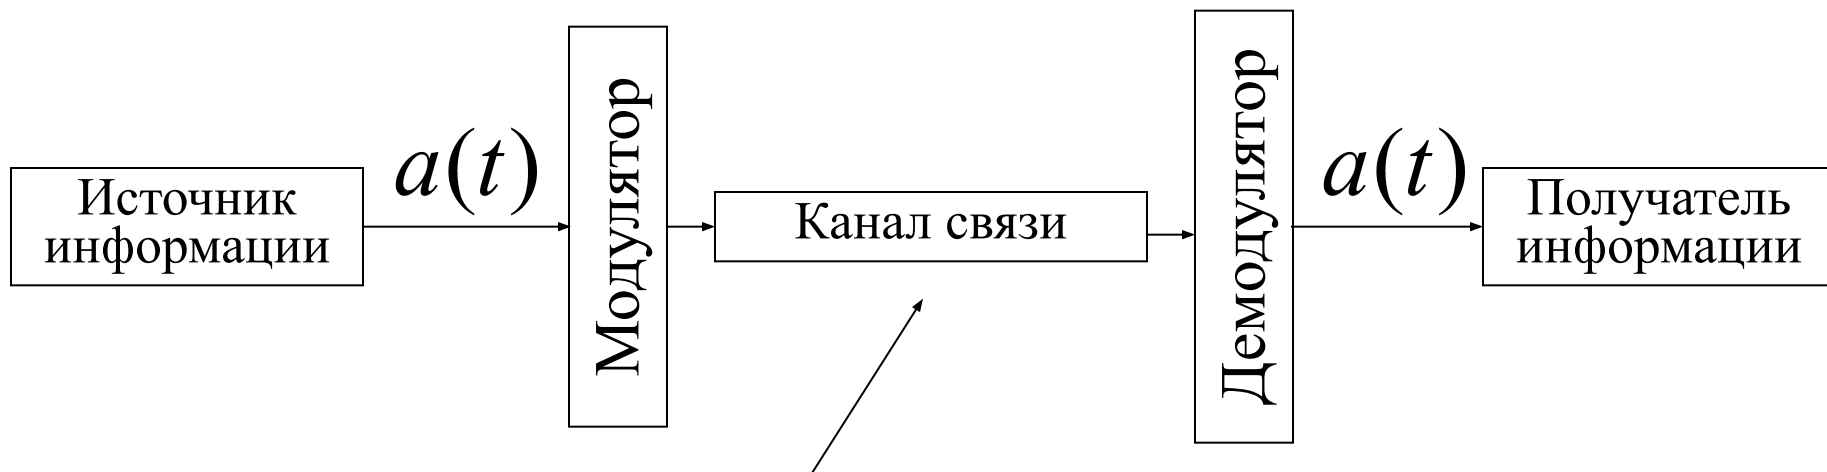 Источник
информации
a(t)
Модулятор
Канал связи
Демодулятор
a(t)
Получатель
информации